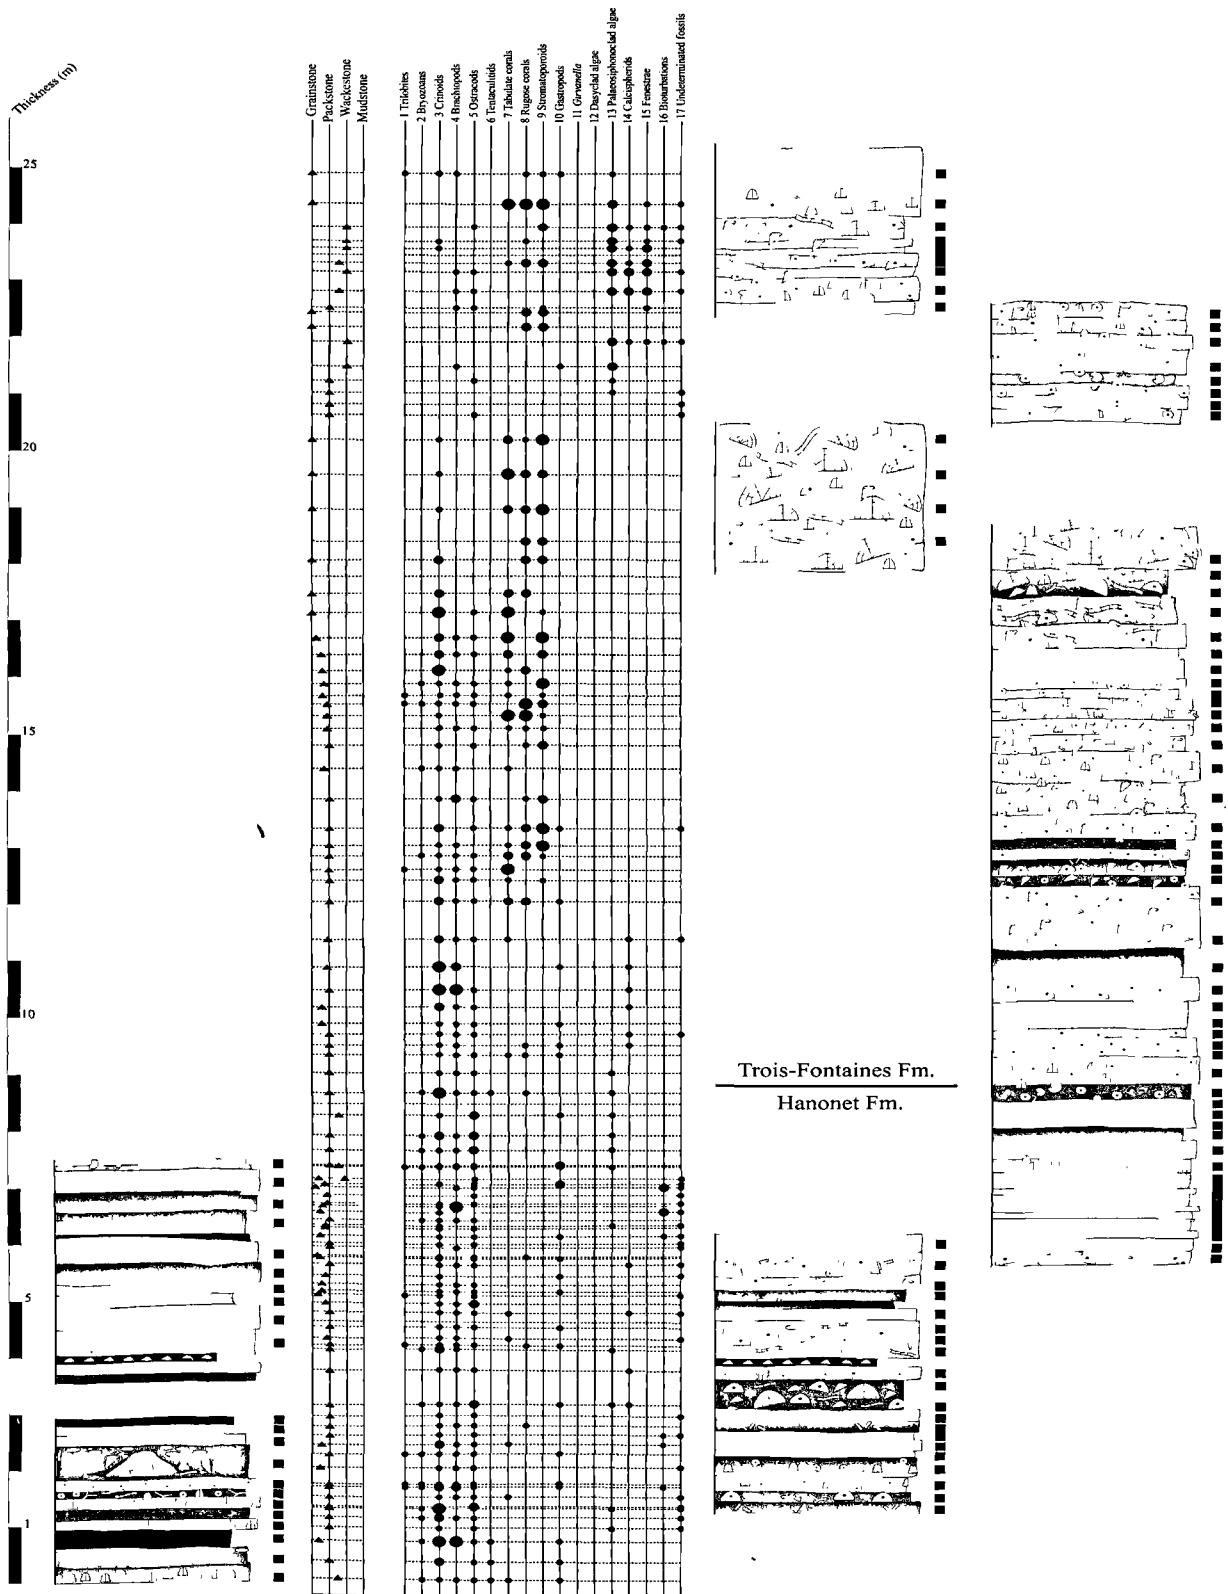 Thickness (m)
Grainstone
Packstone
Wackestone
Mudstone
1 Trilobites
2 Bryozoans
3 Crinoids
4 Brachiopods
5 Ostracods
6 Tentaculitids
7 Tabulate corals
8 Rugose corals
9 Stromatoporoids
10 Gastropods
11 Girvanella
12 Dasyclad algae
13 Palaeosiphonoclad algae
14 Calcispherids
15 Fenestrae
16 Bioturbations
17 Undeterminated fossils
25
20
15
10
5
1
Trois-Fontaines Fm.
Hanonet Fm.